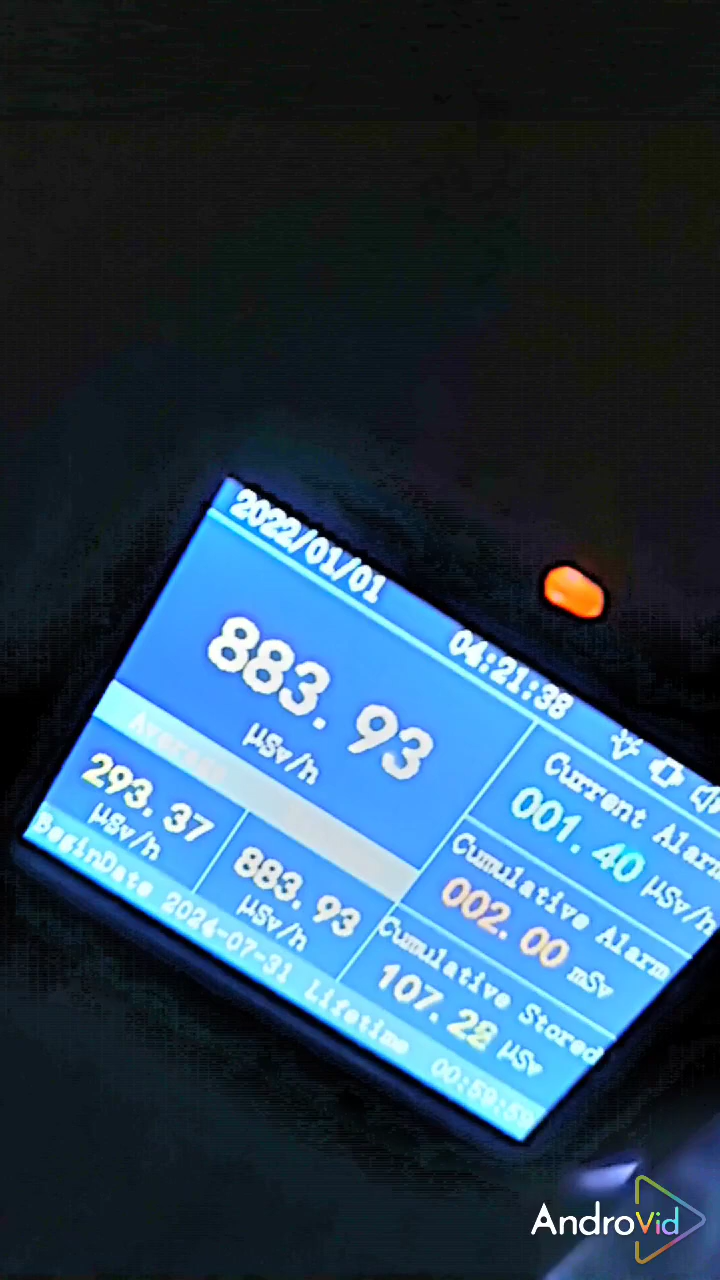 2022/01/01 04:21:38
883.93
μSv/h
Average
293.37
μSv/h
883.93
μSv/h
Current Alarm
001.40 μSv/h
Cumulative Alarm
002.00 mSv
Cumulative Stored
107.28 μSv
BeginDate 2024-07-31 Lifetime 00:59:59
AndroVid